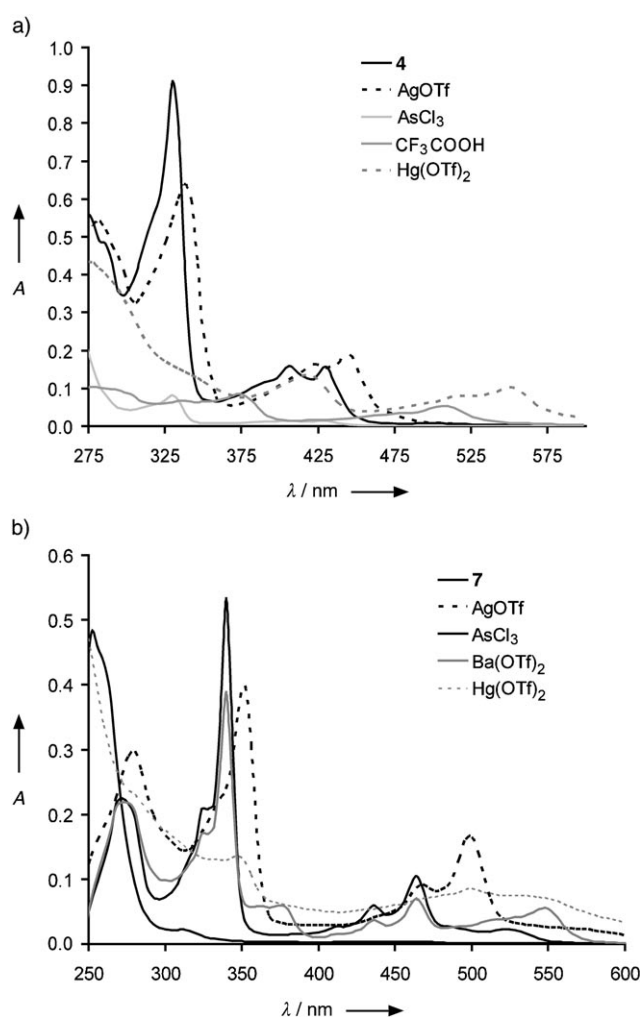 a)
1.0
0.9
0.8
0.7
0.6
0.5
0.4
0.3
0.2
0.1
0.0
A
4
AgOTf
AsCl₃
CF₃COOH
Hg(OTf)₂
275 325 375 425 475 525 575
λ / nm
b)
0.6
0.5
0.4
0.3
0.2
0.1
0.0
A
7
AgOTf
AsCl₃
Ba(OTf)₂
Hg(OTf)₂
250 300 350 400 450 500 550 600
λ / nm